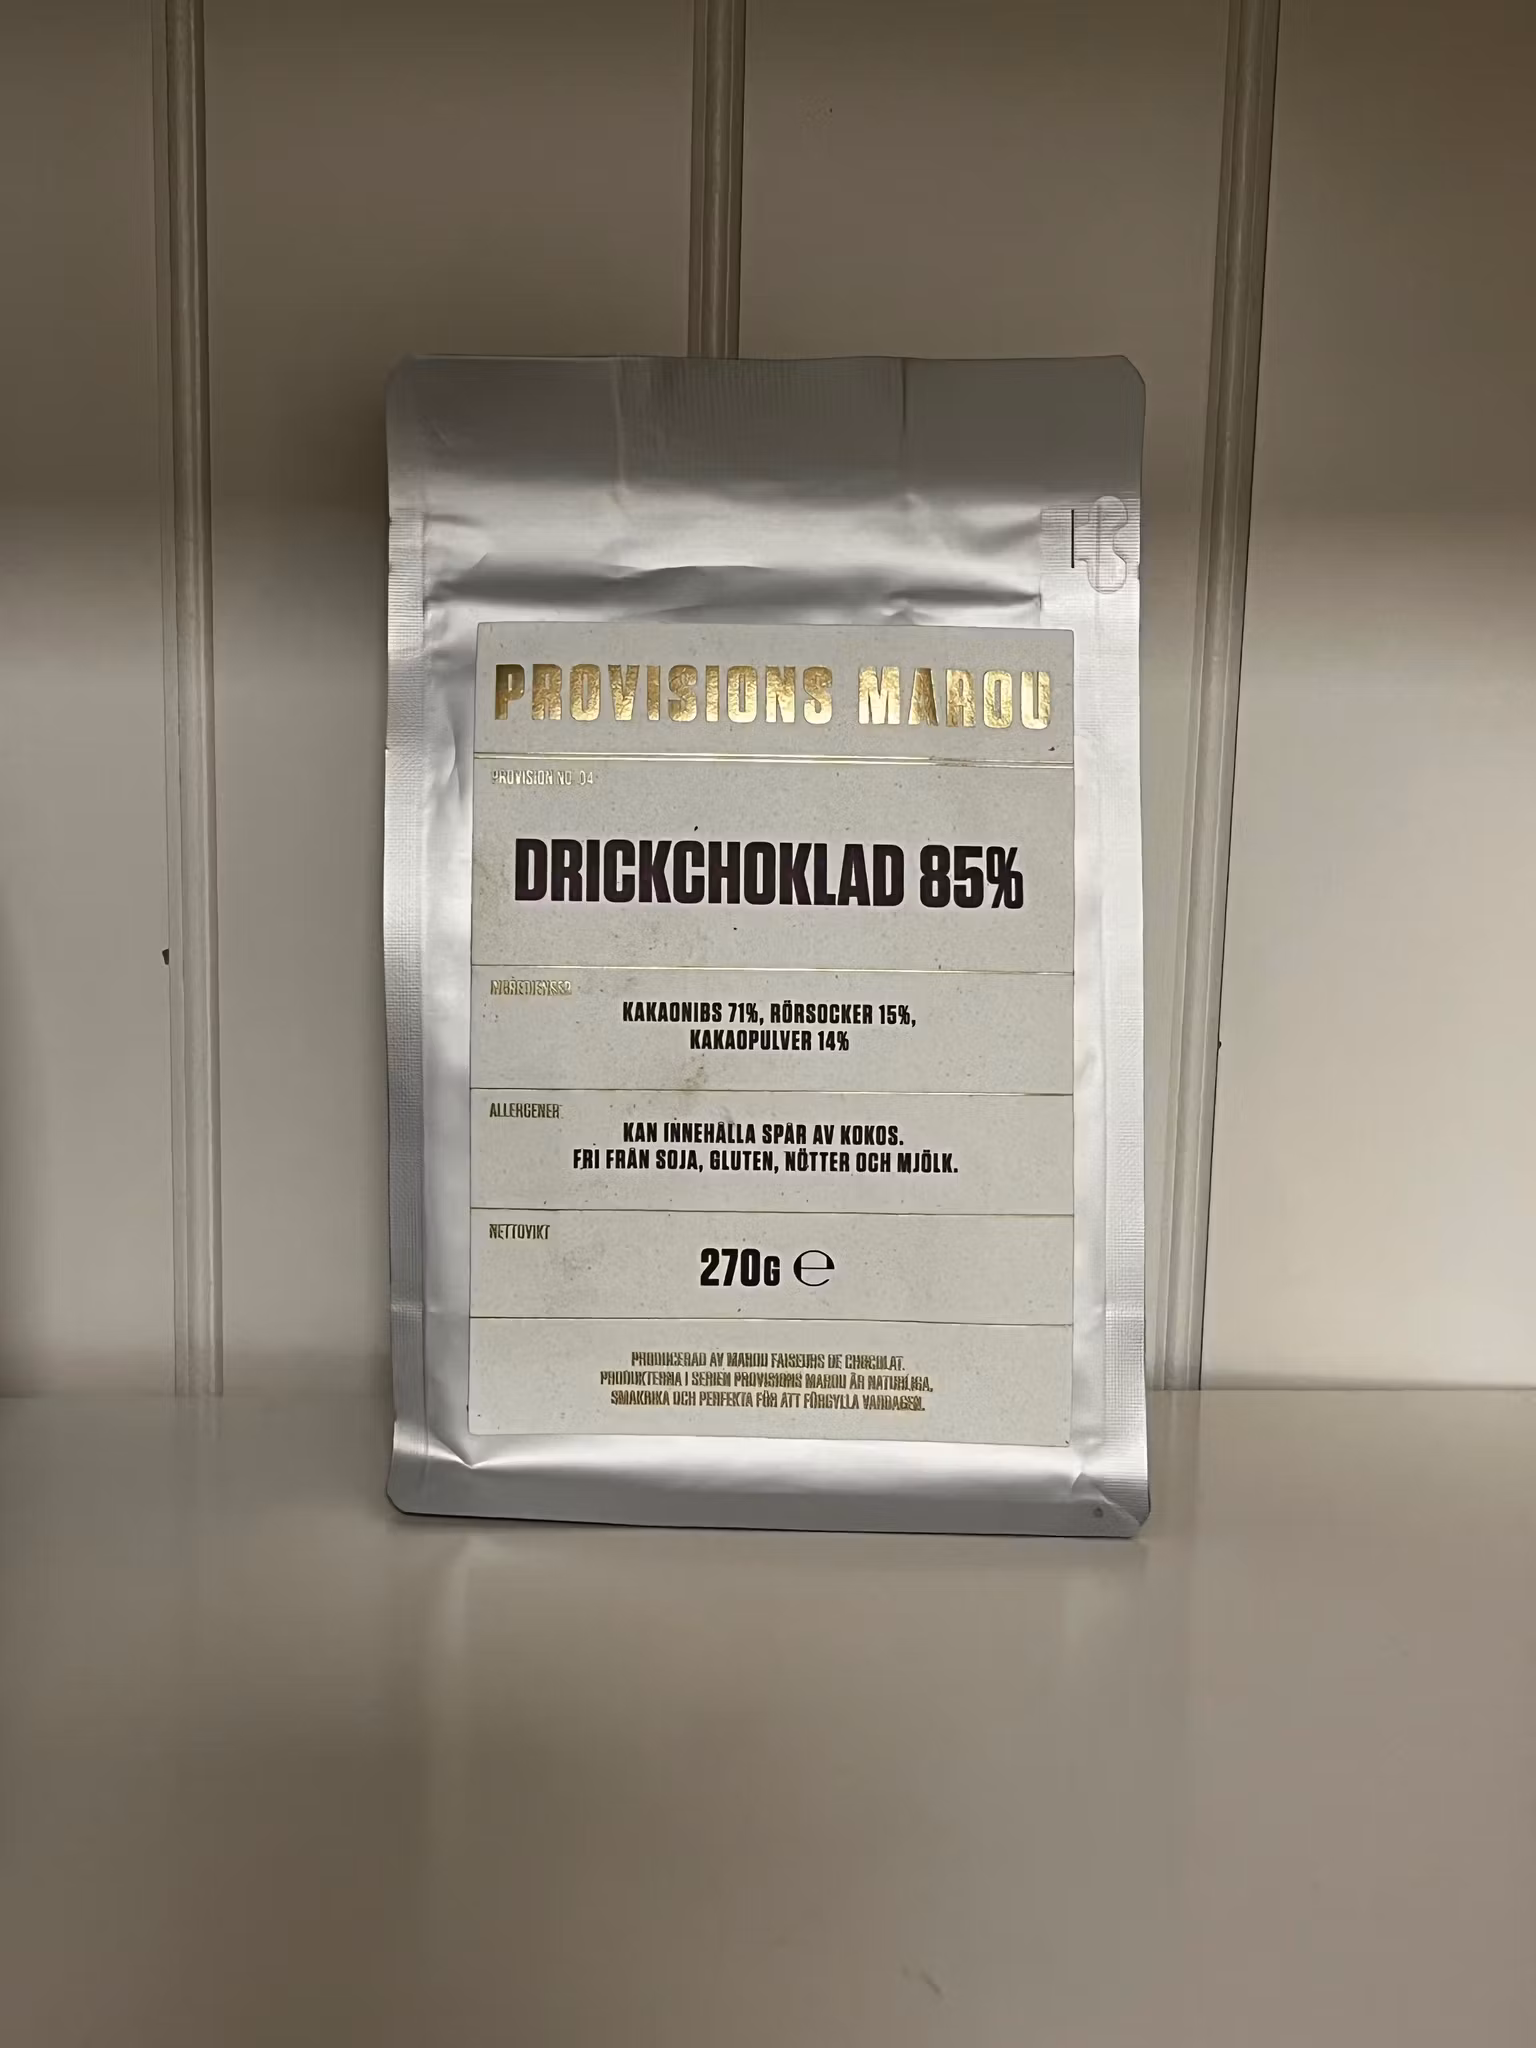 PROVISIONS MAROU
PROVISION NO 04
DRICKCHOKLAD 85%
INGREDIENSER
KAKAONIBS 71%, RÖRSOCKER 15%,
KAKAOPULVER 14%
ALLERGENER
KAN INNEHÅLLA SPÅR AV KOKOS.
FRI FRÅN SOJA, GLUTEN, NÖTTER OCH MJÖLK.
NETTOVIKT
270G ℮
PRODUCERAD AV MAROU FAISEURS DE CHOCOLAT.
PRODUKTERNA I SERIEN PROVISIONS MAROU ÄR NATURLIGA,
SMAKRIKA OCH PERFEKTA FÖR ATT FÖRGYLLA VARDAGEN.